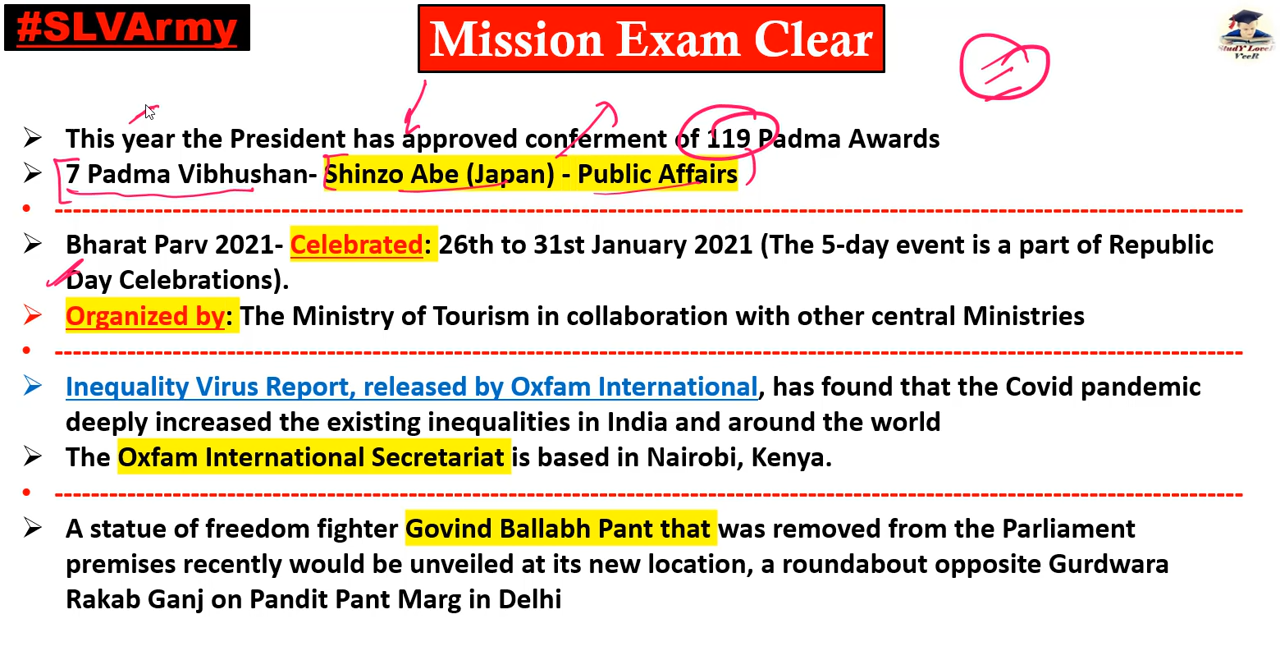 #SLVArmy
Mission Exam Clear
StudY LoveR
VeeR
This year the President has approved conferment of 119 Padma Awards
7 Padma Vibhushan- Shinzo Abe (Japan) - Public Affairs
Bharat Parv 2021- Celebrated: 26th to 31st January 2021 (The 5-day event is a part of Republic
Day Celebrations).
Organized by: The Ministry of Tourism in collaboration with other central Ministries
Inequality Virus Report, released by Oxfam International, has found that the Covid pandemic
deeply increased the existing inequalities in India and around the world
The Oxfam International Secretariat is based in Nairobi, Kenya.
A statue of freedom fighter Govind Ballabh Pant that was removed from the Parliament
premises recently would be unveiled at its new location, a roundabout opposite Gurdwara
Rakab Ganj on Pandit Pant Marg in Delhi